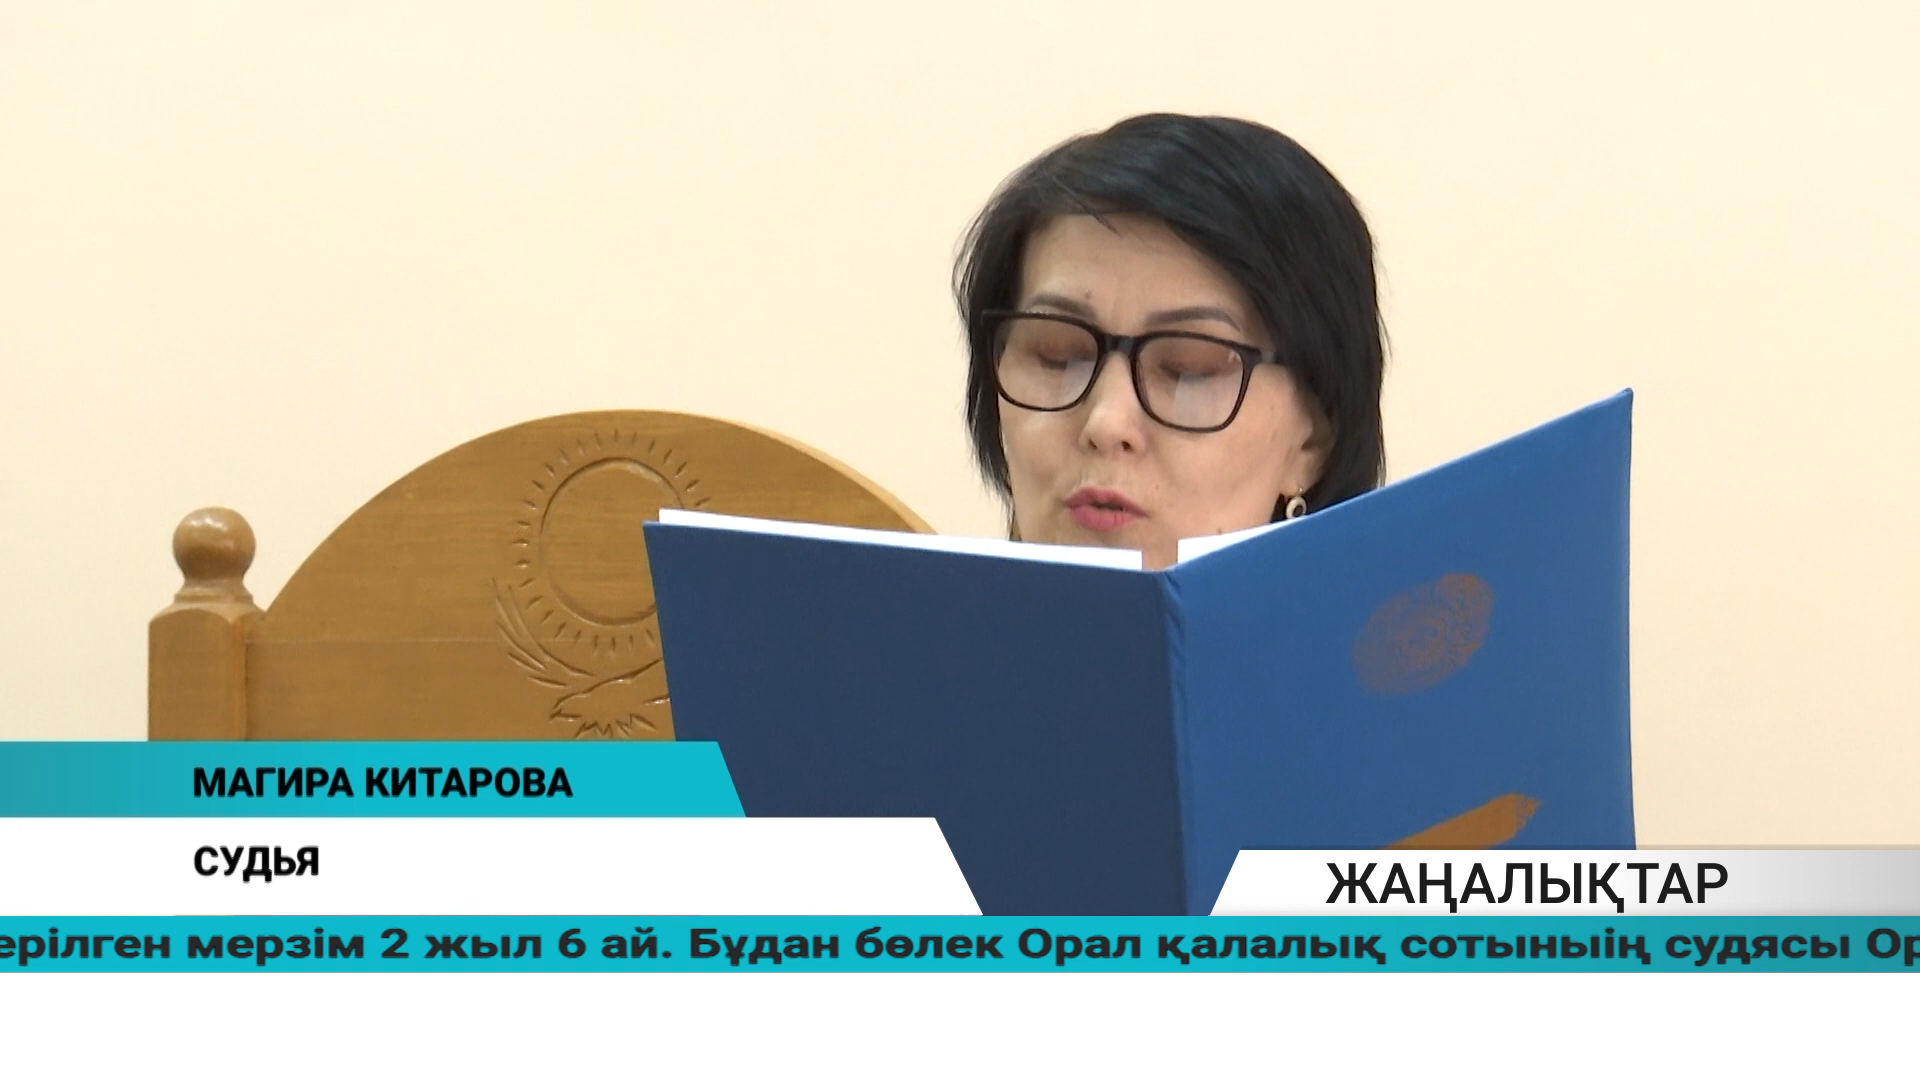 МАГИРА КИТАРОВА
СУДЬЯ
ЖАҢАЛЫҚТАР
ерілген мерзім 2 жыл 6 ай. Бұдан бөлек Орал қалалық сотыныің судясы Ор